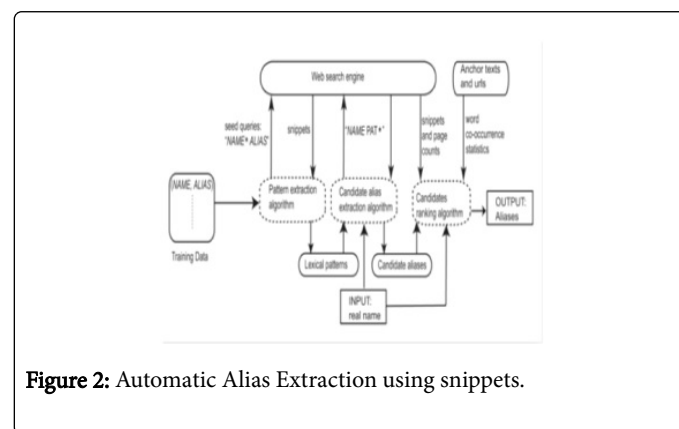 Web search engine
Anchor texts
and urls
seed queries:
"NAME* ALIAS"
snippets
"NAME PAT*"
snippets
and page
counts
word
co-occurrence
statistics
(NAME, ALIAS)
Training Data
Pattern extraction
algorithm
Candidate alias
extraction algorithm
Candidates
ranking algorithm
OUTPUT:
Aliases
Lexical patterns
Candidate aliases
INPUT:
real name
Figure 2: Automatic Alias Extraction using snippets.